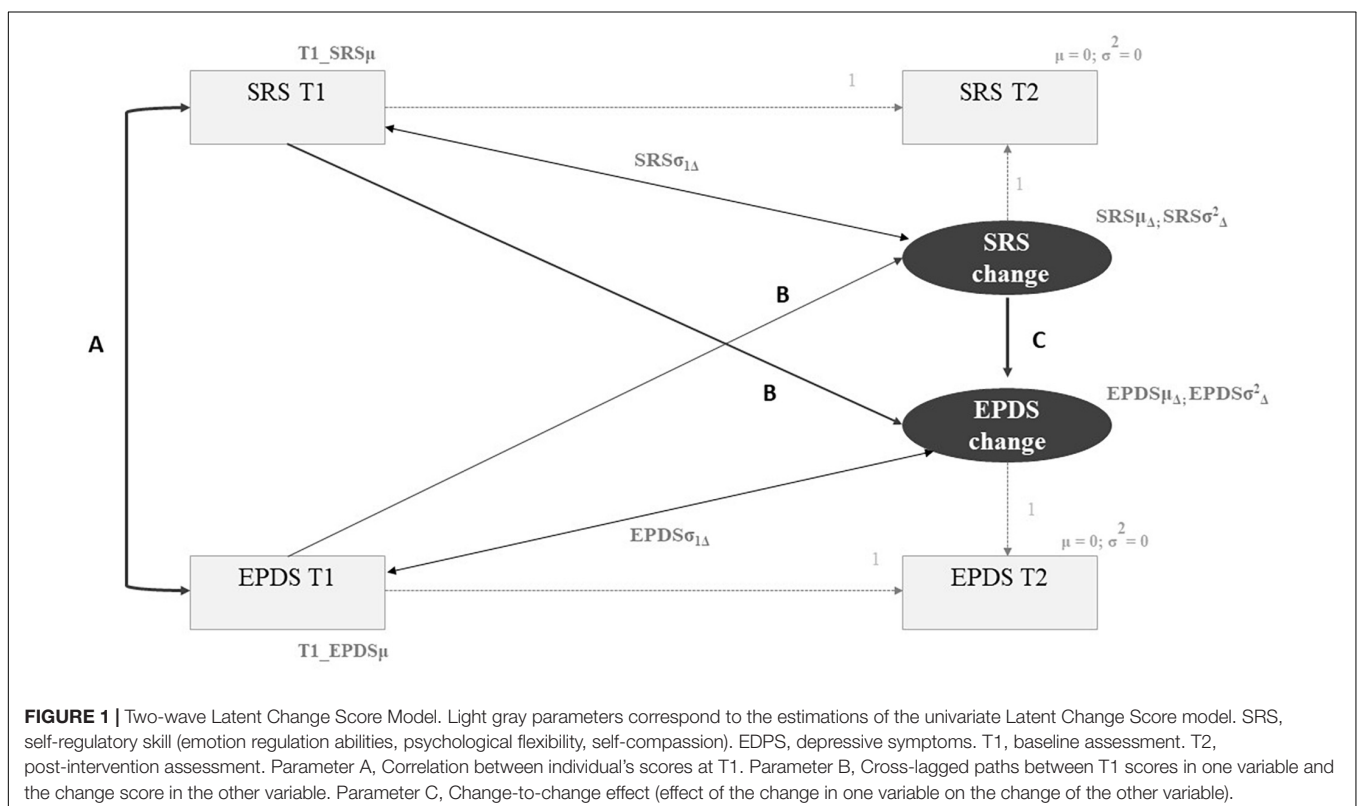 T1_SRSμ
μ = 0; σ²= 0
SRS T1
1
SRS T2
SRSσ₁Δ
1
SRSμΔ;SRSσ²Δ
SRS
change
A
B
C
B
EPDSμΔ;EPDSσ²Δ
EPDS
change
1
EPDSσ₁Δ
μ = 0; σ²= 0
EPDS T1
1
EPDS T2
T1_EPDSμ
FIGURE 1 | Two-wave Latent Change Score Model. Light gray parameters correspond to the estimations of the univariate Latent Change Score model. SRS,
self-regulatory skill (emotion regulation abilities, psychological flexibility, self-compassion). EDPS, depressive symptoms. T1, baseline assessment. T2,
post-intervention assessment. Parameter A, Correlation between individual's scores at T1. Parameter B, Cross-lagged paths between T1 scores in one variable and
the change score in the other variable. Parameter C, Change-to-change effect (effect of the change in one variable on the change of the other variable).